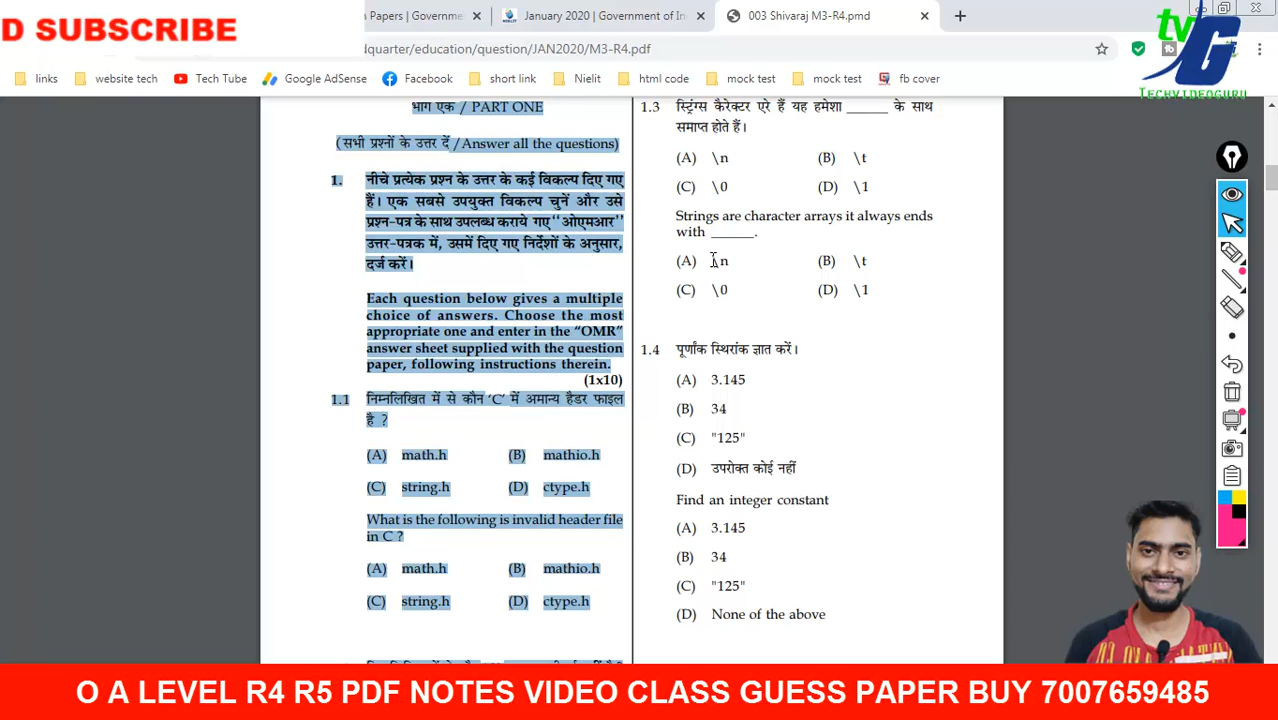 D SUBSCRIBE
Papers | Governme
January 2020 | Government of In
003 Shivaraj M3-R4.pmd
tv
G
TECHVIDEOGURU
dquarter/education/question/JAN2020/M3-R4.pdf
links
website tech
Tech Tube
Google AdSense
Facebook
short link
Nielit
html code
mock test
mock test
fb cover
भाग एक / PART ONE
(सभी प्रश्नों के उत्तर दें /Answer all the questions)
1. नीचे प्रत्येक प्रश्न के उत्तर के कई विकल्प दिए गए
हैं। एक सबसे उपयुक्त विकल्प चुनें और उसे
प्रश्न-पत्र के साथ उपलब्ध कराये गए "ओएमआर"
उत्तर-पत्रक में, उसमें दिए गए निर्देशों के अनुसार,
दर्ज करें।
Each question below gives a multiple
choice of answers. Choose the most
appropriate one and enter in the "OMR"
answer sheet supplied with the question
paper, following instructions therein.
(1x10)
1.1 निम्नलिखित में से कौन 'C' में अमान्य हैडर फाइल
है ?
(A) math.h (B) mathio.h
(C) string.h (D) ctype.h
What is the following is invalid header file
in C ?
(A) math.h (B) mathio.h
(C) string.h (D) ctype.h
1.3 स्ट्रिंग्स कैरेक्टर ऐरे हैं यह हमेशा ______ के साथ
समाप्त होते हैं।
(A) \n (B) \t
(C) \0 (D) \1
Strings are character arrays it always ends
with ______.
(A) \n (B) \t
(C) \0 (D) \1
1.4 पूर्णांक स्थिरांक ज्ञात करें।
(A) 3.145
(B) 34
(C) "125"
(D) उपरोक्त कोई नहीं
Find an integer constant
(A) 3.145
(B) 34
(C) "125"
(D) None of the above
O A LEVEL R4 R5 PDF NOTES VIDEO CLASS GUESS PAPER BUY 7007659485